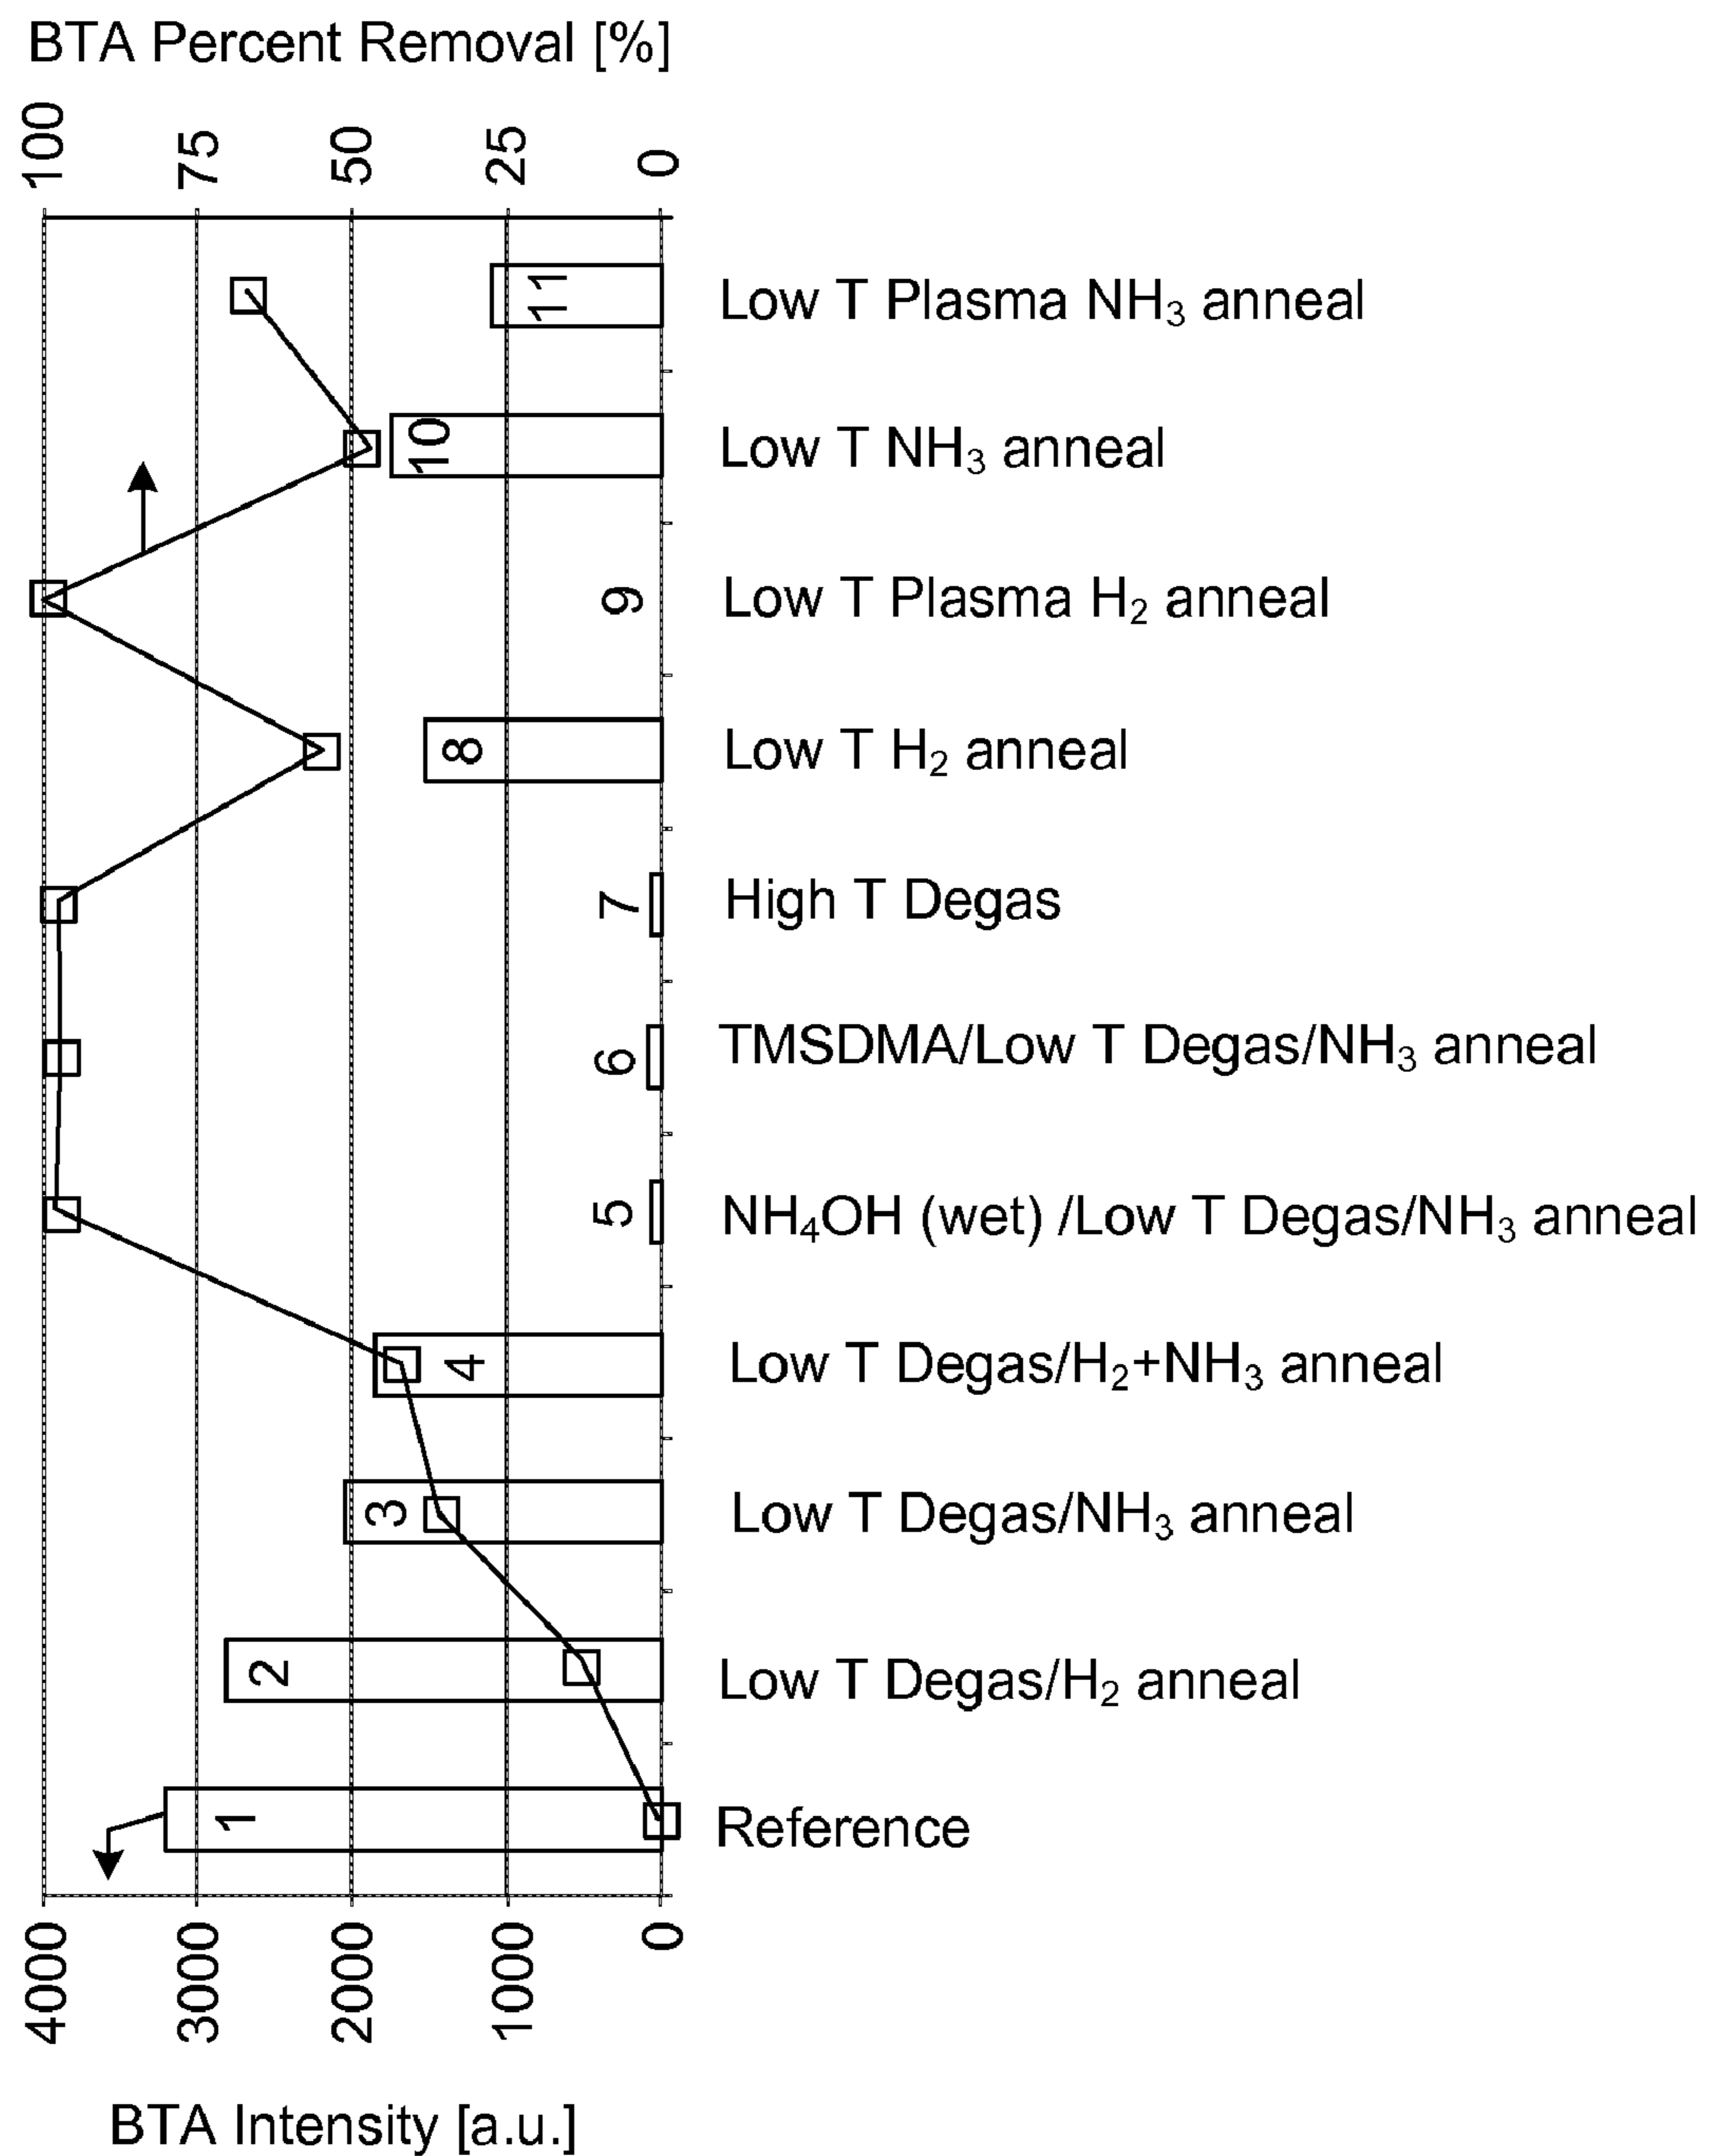 BTA Percent Removal [%]
100
75
50
25
0
11
Low T Plasma NH₃ anneal
10
Low T NH₃ anneal
9
Low T Plasma H₂ anneal
8
Low T H₂ anneal
7
High T Degas
6
TMSDMA/Low T Degas/NH₃ anneal
5
NH₄OH (wet) /Low T Degas/NH₃ anneal
4
Low T Degas/H₂+NH₃ anneal
3
Low T Degas/NH₃ anneal
2
Low T Degas/H₂ anneal
1
Reference
4000
3000
2000
1000
0
BTA Intensity [a.u.]